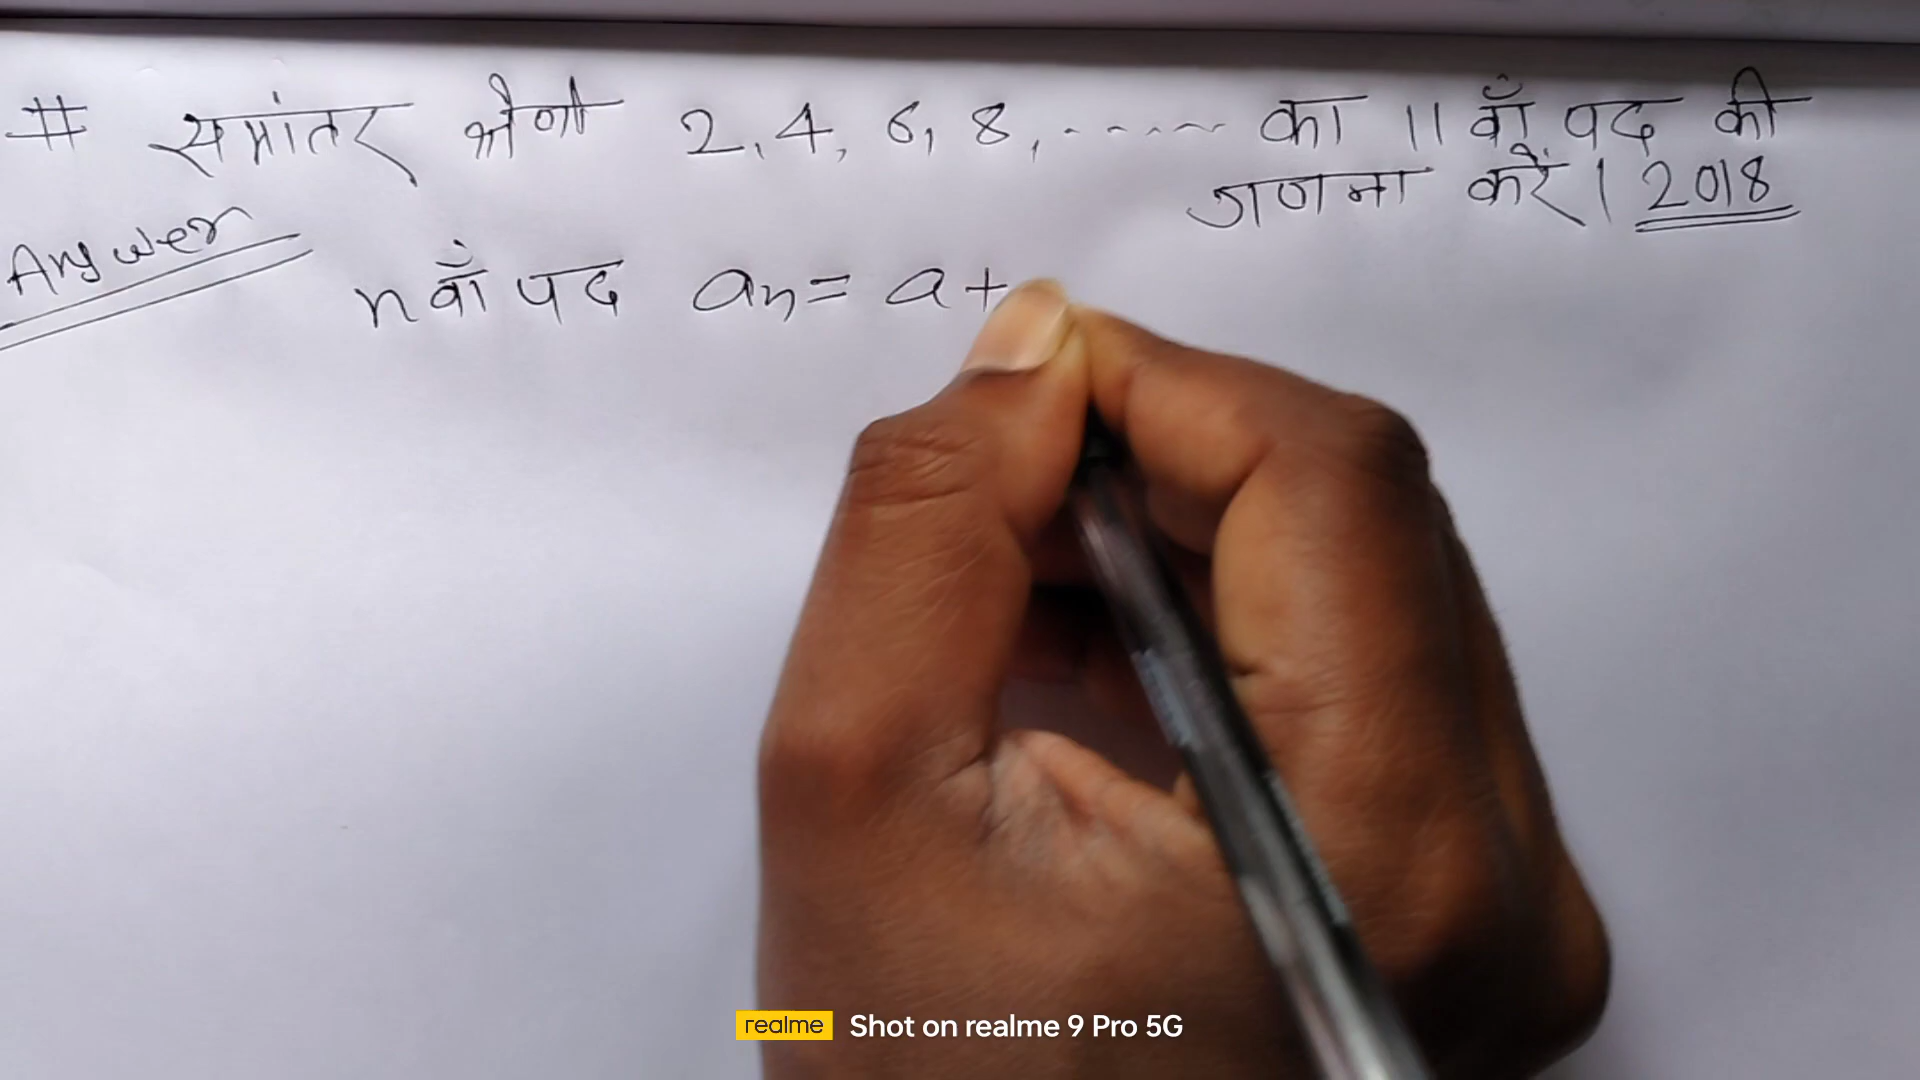 # समांतर श्रेणी 2, 4, 6, 8, ----- का 11 वाँ पद की
गणना करें। 2018
Answer
n वाँ पद an = a +
realme Shot on realme 9 Pro 5G